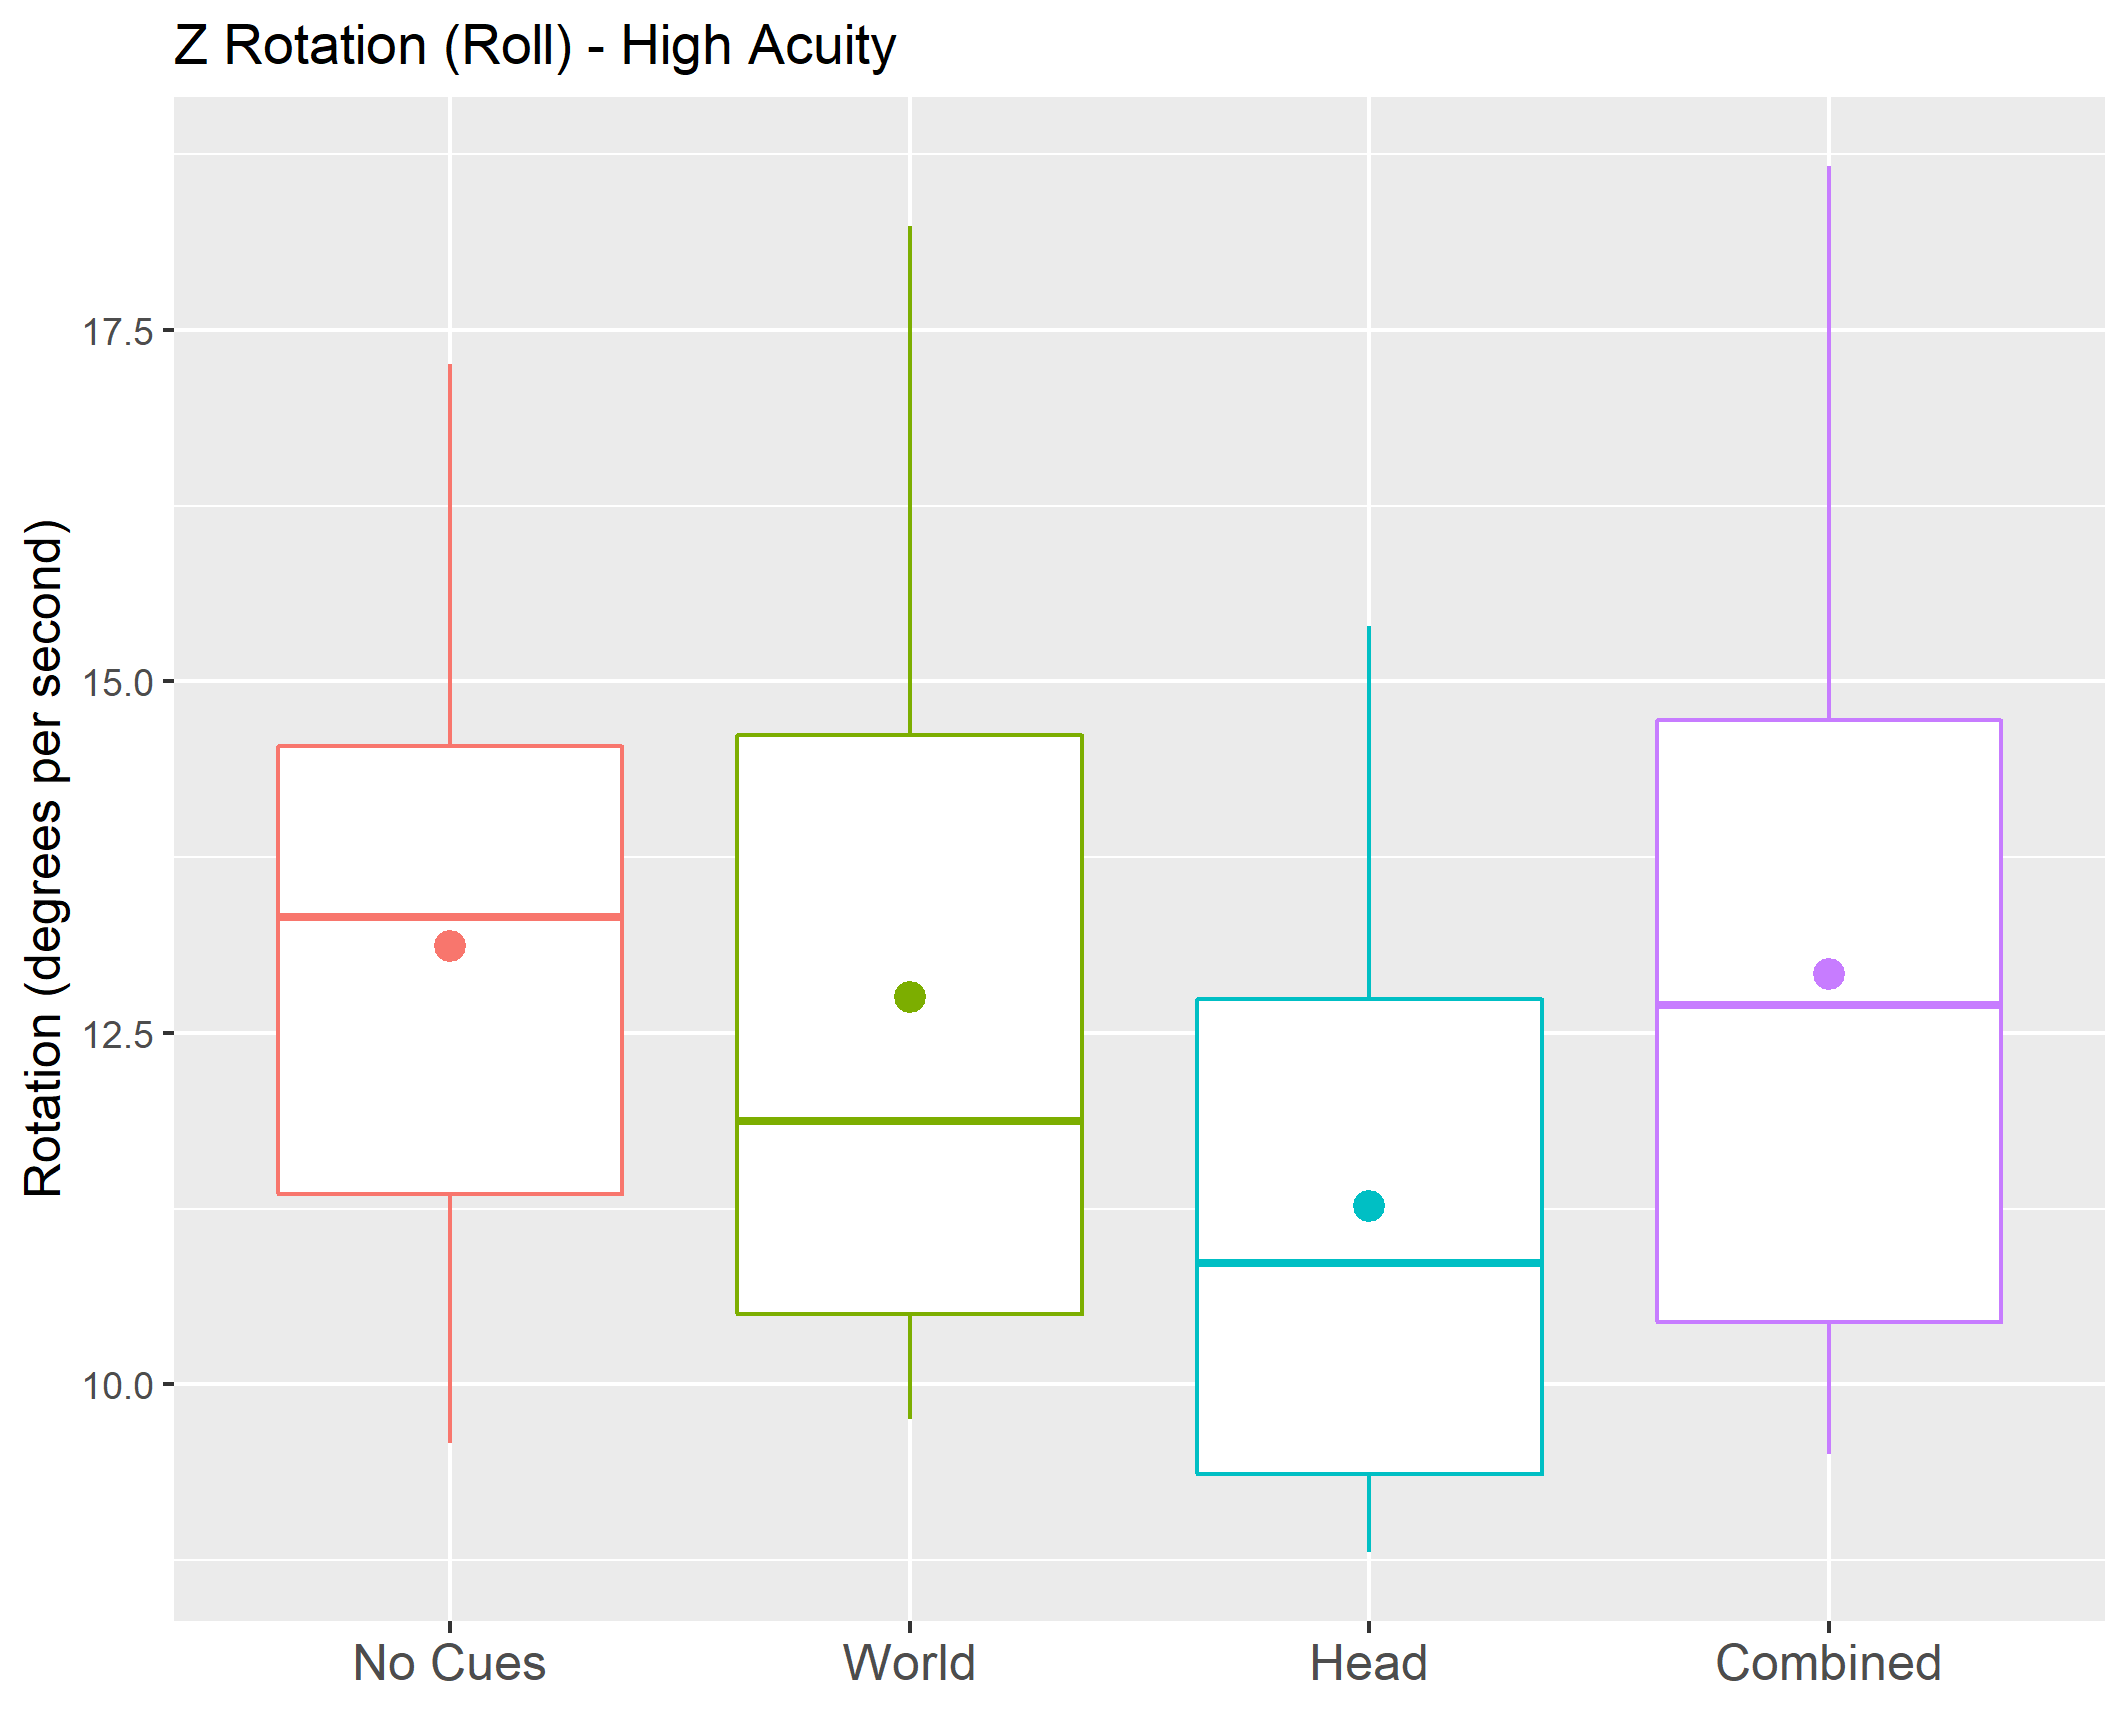 Z Rotation (Roll) - High Acuity
Rotation (degrees per second)
17.5
15.0
12.5
10.0
No Cues
World
Head
Combined